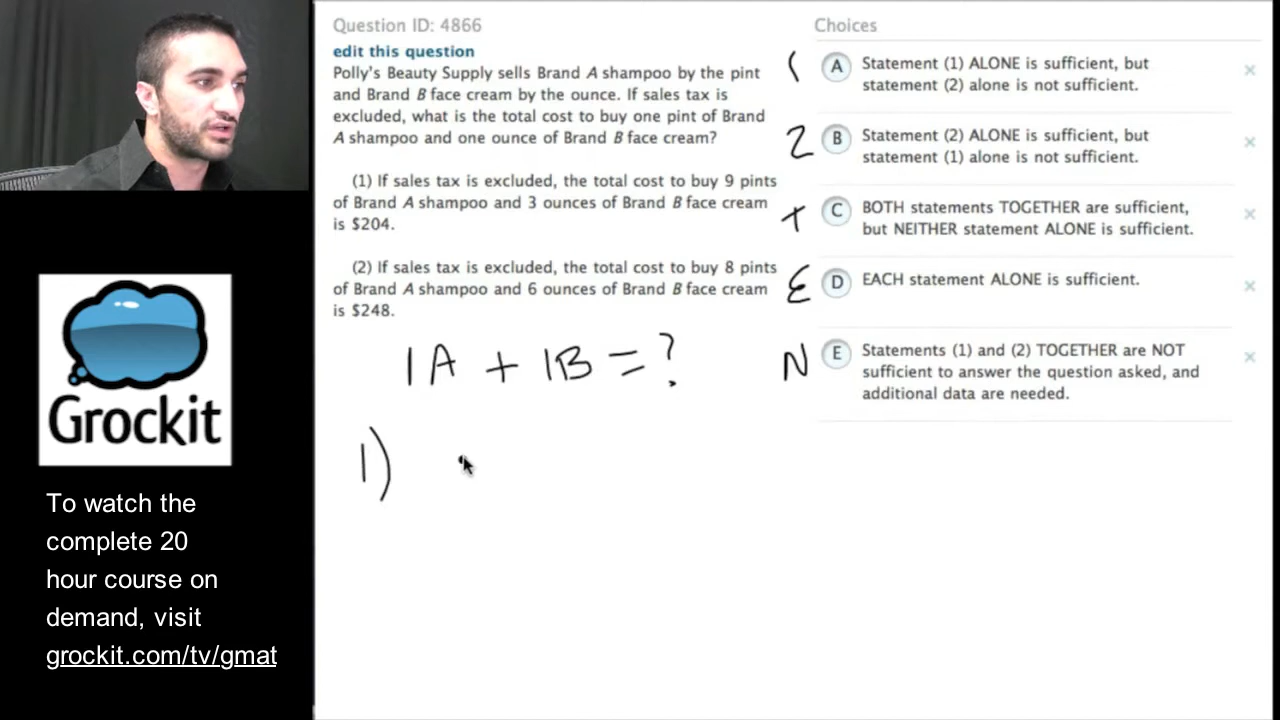 Question ID: 4866
edit this question
Polly's Beauty Supply sells Brand A shampoo by the pint
and Brand B face cream by the ounce. If sales tax is
excluded, what is the total cost to buy one pint of Brand
A shampoo and one ounce of Brand B face cream?
(1) If sales tax is excluded, the total cost to buy 9 pints
of Brand A shampoo and 3 ounces of Brand B face cream
is $204.
(2) If sales tax is excluded, the total cost to buy 8 pints
of Brand A shampoo and 6 ounces of Brand B face cream
is $248.
1A + 1B = ?
1)
Choices
1 A Statement (1) ALONE is sufficient, but
statement (2) alone is not sufficient.
2 B Statement (2) ALONE is sufficient, but
statement (1) alone is not sufficient.
T C BOTH statements TOGETHER are sufficient,
but NEITHER statement ALONE is sufficient.
E D EACH statement ALONE is sufficient.
N E Statements (1) and (2) TOGETHER are NOT
sufficient to answer the question asked, and
additional data are needed.
Grockit
To watch the
complete 20
hour course on
demand, visit
grockit.com/tv/gmat